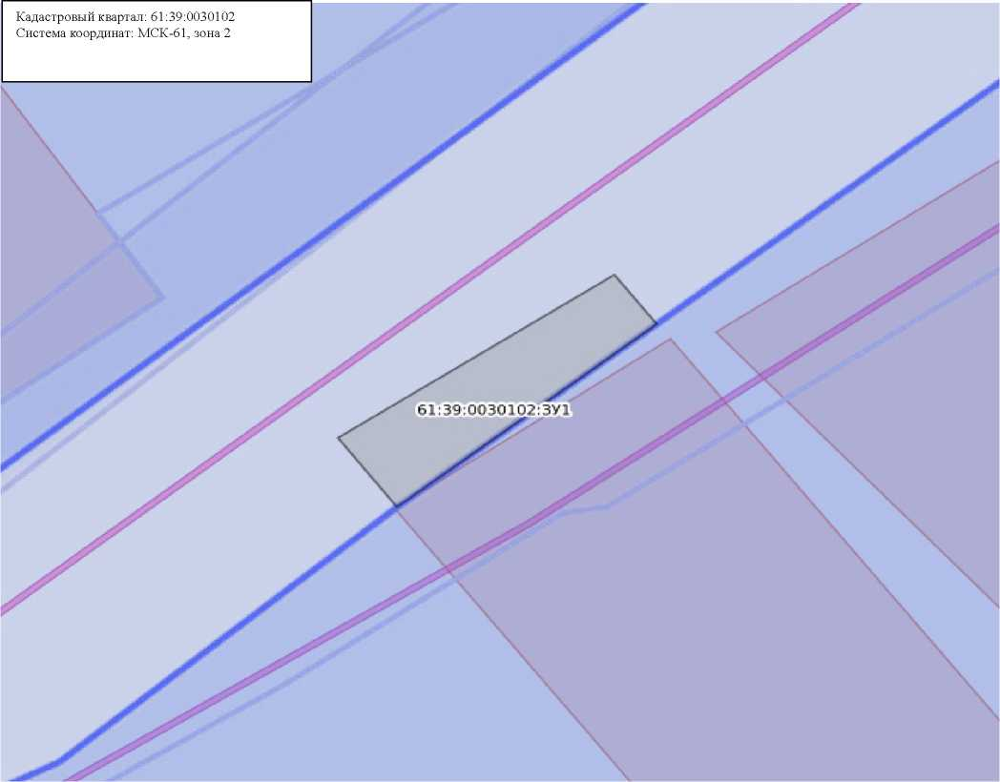 Кадастровый квартал: 61:39:0030102
Система координат: МСК-61, зона 2
61:39:0030102:ЗУ1